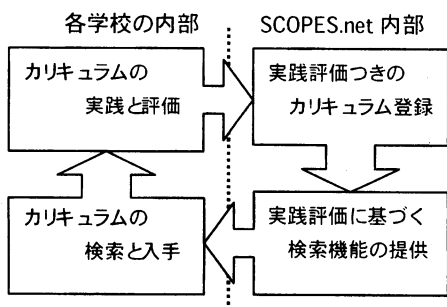 各学校の内部
SCOPES.net 内部
カリキュラムの
実践と評価
実践評価つきの
カリキュラム登録
カリキュラムの
検索と入手
実践評価に基づく
検索機能の提供